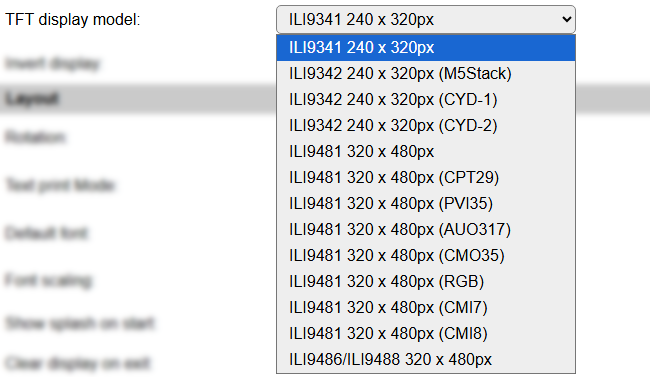 TFT display model:
ILI9341 240 x 320px
ILI9341 240 x 320px
Invert display
ILI9342 240 x 320px (M5Stack)
Layout
ILI9342 240 x 320px (CYD-1)
ILI9342 240 x 320px (CYD-2)
Rotation
ILI9481 320 x 480px
ILI9481 320 x 480px (CPT29)
Text print Mode
ILI9481 320 x 480px (PVI35)
ILI9481 320 x 480px (AUO317)
Default font
ILI9481 320 x 480px (CMO35)
Font scaling
ILI9481 320 x 480px (RGB)
ILI9481 320 x 480px (CMI7)
Show splash on start
ILI9481 320 x 480px (CMI8)
Clear display on exit
ILI9486/ILI9488 320 x 480px